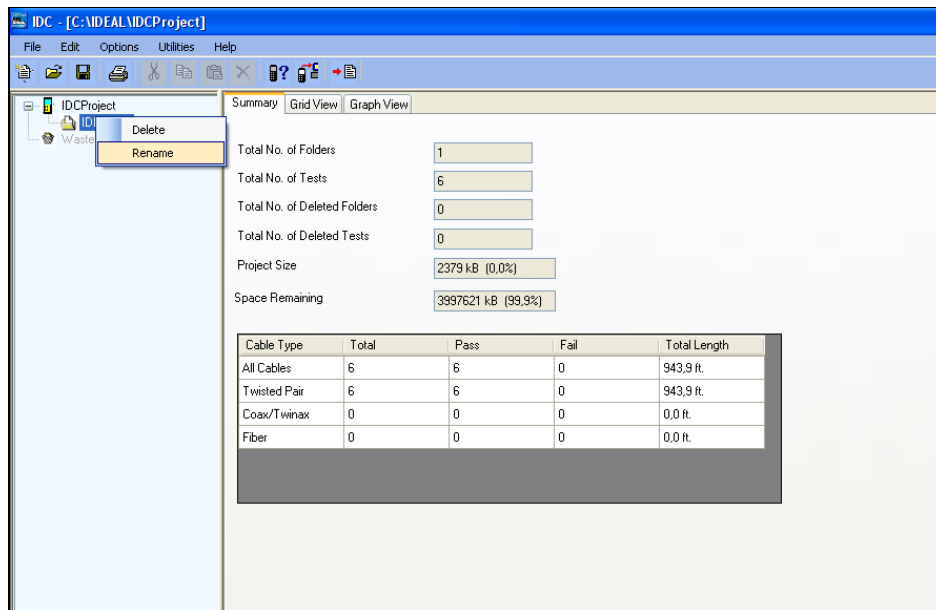 IDC - [C:\IDEAL\IDCProject]
File Edit Options Utilities Help
IDCProject
Delete
Rename
Summary Grid View Graph View
Total No. of Folders 1
Total No. of Tests 6
Total No. of Deleted Folders 0
Total No. of Deleted Tests 0
Project Size 2379 kB (0,0%)
Space Remaining 3997621 kB (99,9%)
Cable Type Total Pass Fail Total Length
All Cables 6 6 0 943,9 ft.
Twisted Pair 6 6 0 943,9 ft.
Coax/Twinax 0 0 0 0,0 ft.
Fiber 0 0 0 0,0 ft.